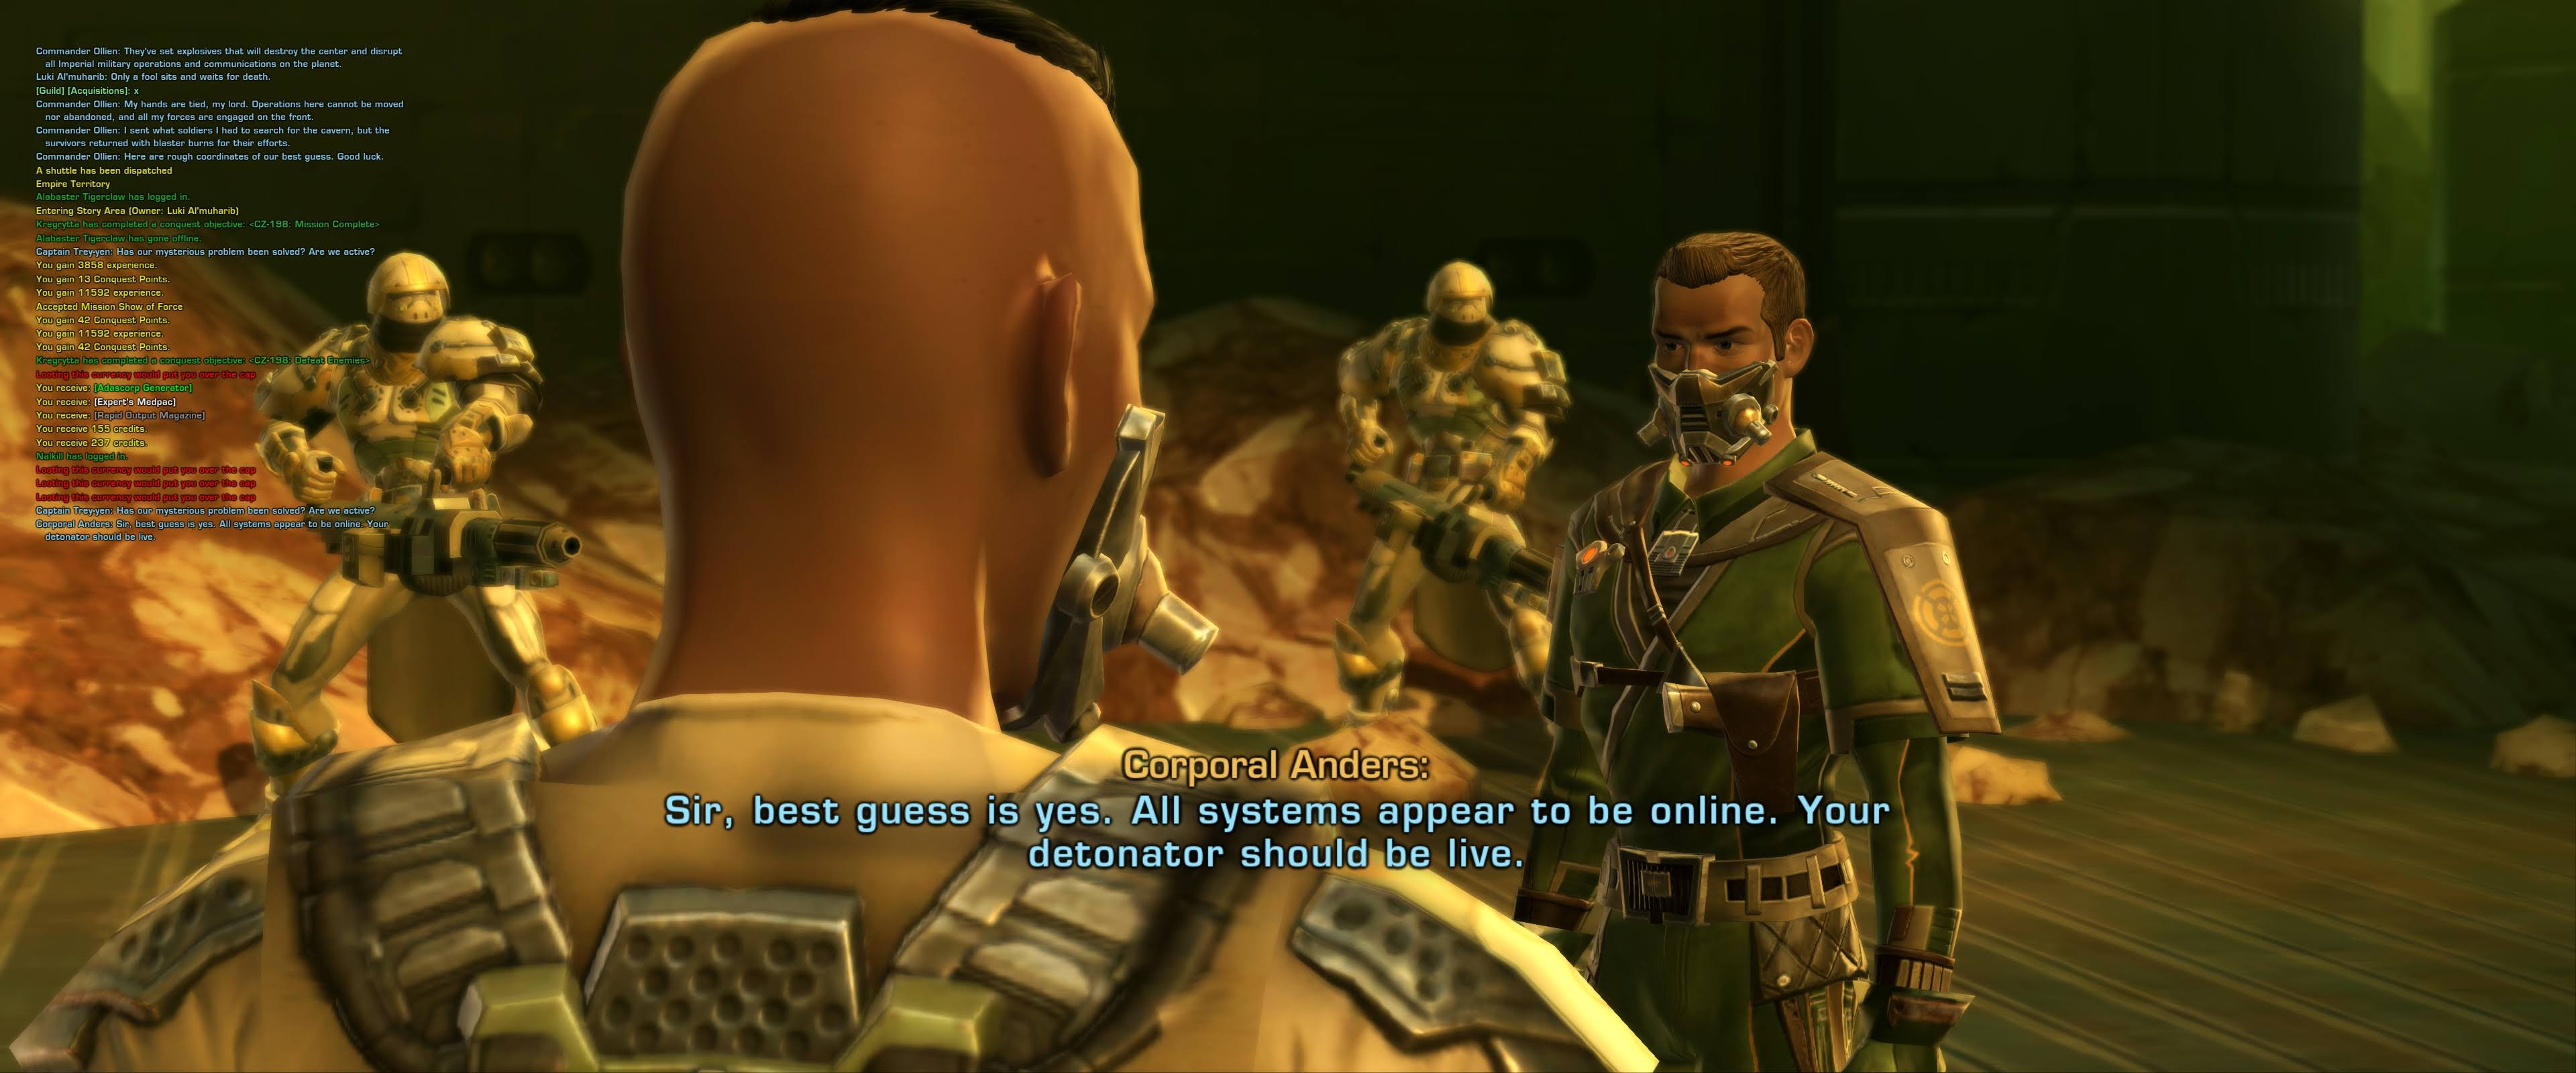 Commander Ollien: They've set explosives that will destroy the center and disrupt
all Imperial military operations and communications on the planet.
Luki Al'muharib: Only a fool sits and waits for death.
[Guild] [Acquisitions]: x
Commander Ollien: My hands are tied, my lord. Operations here cannot be moved
nor abandoned, and all my forces are engaged on the front.
Commander Ollien: I sent what soldiers I had to search for the cavern, but the
survivors returned with blaster burns for their efforts.
Commander Ollien: Here are rough coordinates of our best guess. Good luck.
A shuttle has been dispatched
Empire Territory
Alabaster Tigerclaw has logged in.
Entering Story Area (Owner: Luki Al'muharib)
Kregrytta has completed a conquest objective: <CZ-198: Mission Complete>
Alabaster Tigerclaw has gone offline.
Captain Trey-yen: Has our mysterious problem been solved? Are we active?
You gain 3858 experience.
You gain 13 Conquest Points.
You gain 11592 experience.
Accepted Mission Show of Force
You gain 42 Conquest Points.
You gain 11592 experience.
You gain 42 Conquest Points.
Kregrytta has completed a conquest objective: <CZ-198: Defeat Enemies>
Looting this currency would put you over the cap
You receive: [Adascorp Generator]
You receive: [Expert's Medpac]
You receive: [Rapid Output Magazine]
You receive 155 credits.
You receive 237 credits.
Nalkill has logged in.
Looting this currency would put you over the cap
Looting this currency would put you over the cap
Looting this currency would put you over the cap
Captain Trey-yen: Has our mysterious problem been solved? Are we active?
Corporal Anders: Sir, best guess is yes. All systems appear to be online. Your
detonator should be live.
Corporal Anders:
Sir, best guess is yes. All systems appear to be online. Your
detonator should be live.